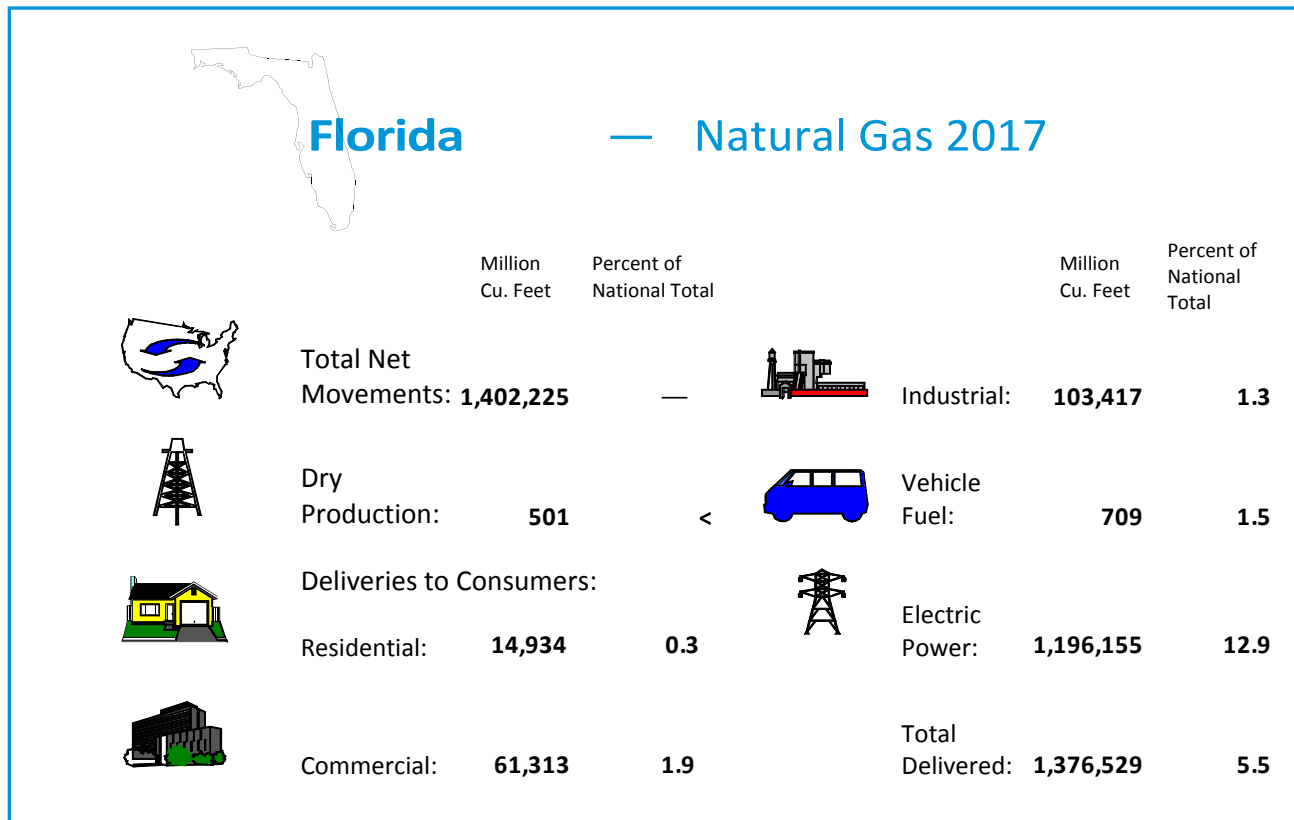 Florida — Natural Gas 2017
Million Cu. Feet
Percent of National Total
Total Net
Movements: 1,402,225 —
Dry
Production: 501 <
Deliveries to Consumers:
Residential: 14,934 0.3
Commercial: 61,313 1.9
Million Cu. Feet
Percent of National Total
Industrial: 103,417 1.3
Vehicle
Fuel: 709 1.5
Electric
Power: 1,196,155 12.9
Total
Delivered: 1,376,529 5.5